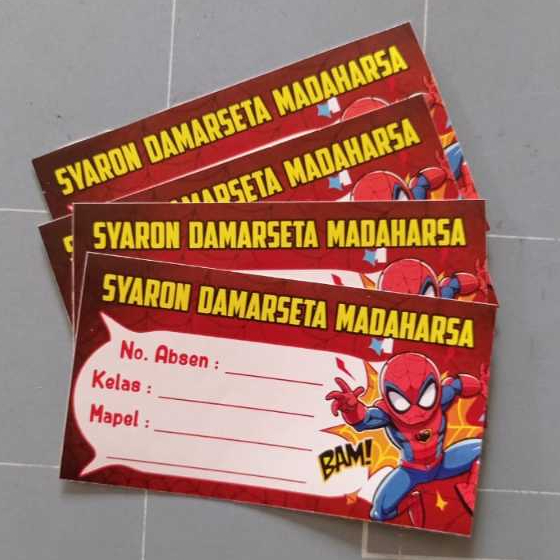 SYARON DAMARSETA MADAHARSA
SYARON DAMARSETA MADAHARSA
SYARON DAMARSETA MADAHARSA
SYARON DAMARSETA MADAHARSA
No. Absen :
Kelas :
Mapel :
BAM!